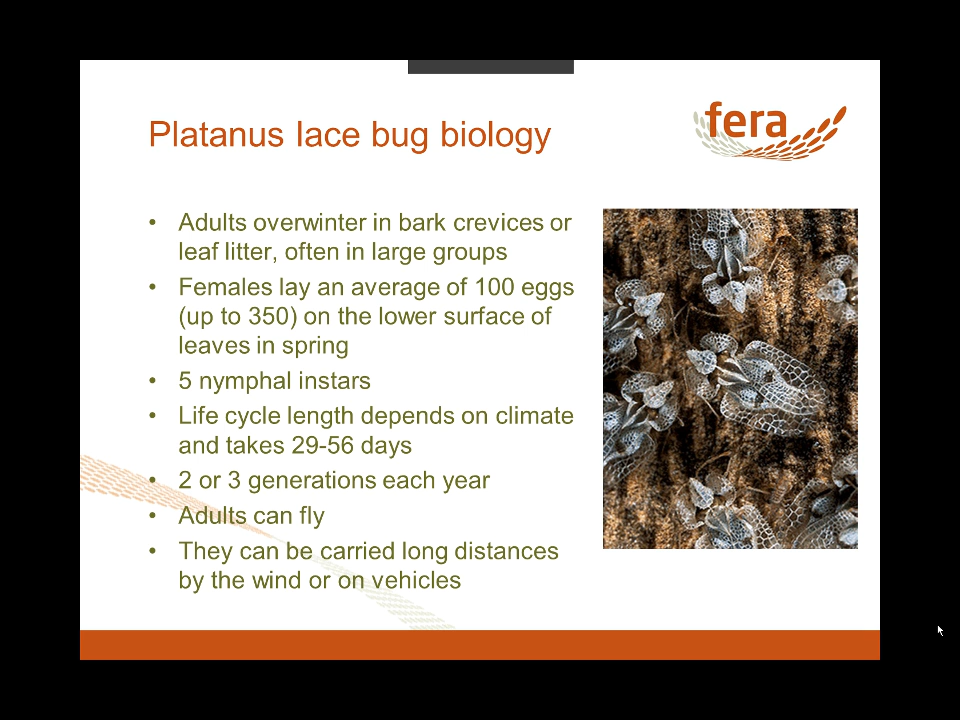 Platanus lace bug biology
fera
• Adults overwinter in bark crevices or
leaf litter, often in large groups
• Females lay an average of 100 eggs
(up to 350) on the lower surface of
leaves in spring
• 5 nymphal instars
• Life cycle length depends on climate
and takes 29-56 days
• 2 or 3 generations each year
• Adults can fly
• They can be carried long distances
by the wind or on vehicles